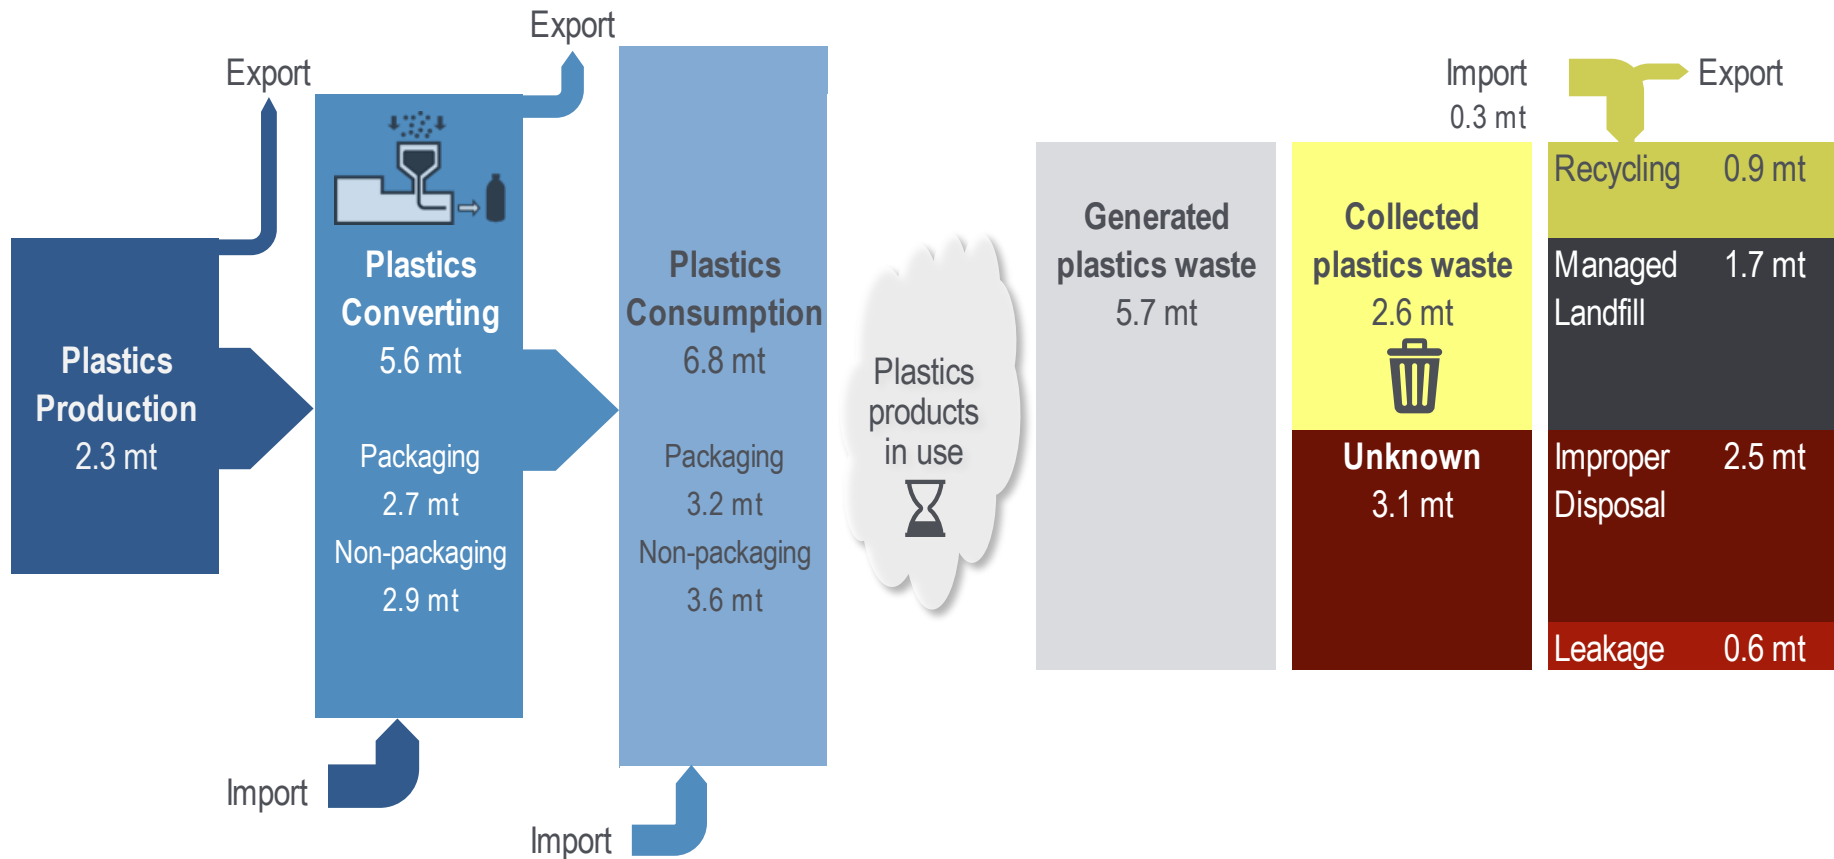 Export
Export
Import
0.3 mt
Export
Plastics
Production
2.3 mt
Plastics
Converting
5.6 mt
Packaging
2.7 mt
Non-packaging
2.9 mt
Import
Plastics
Consumption
6.8 mt
Packaging
3.2 mt
Non-packaging
3.6 mt
Import
Plastics
products
in use
Generated
plastics waste
5.7 mt
Collected
plastics waste
2.6 mt
Unknown
3.1 mt
Recycling 0.9 mt
Managed 1.7 mt
Landfill
Improper 2.5 mt
Disposal
Leakage 0.6 mt